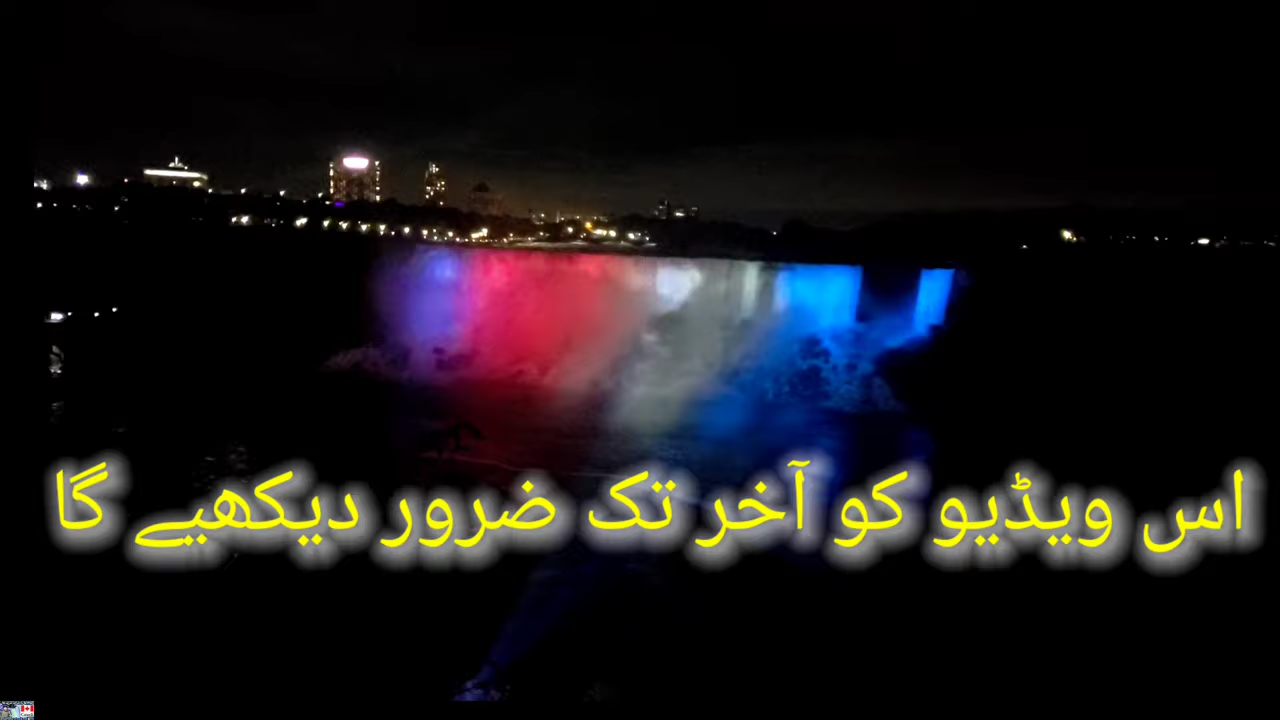 اس ویڈیو کو آخر تک ضرور دیکھیے گا